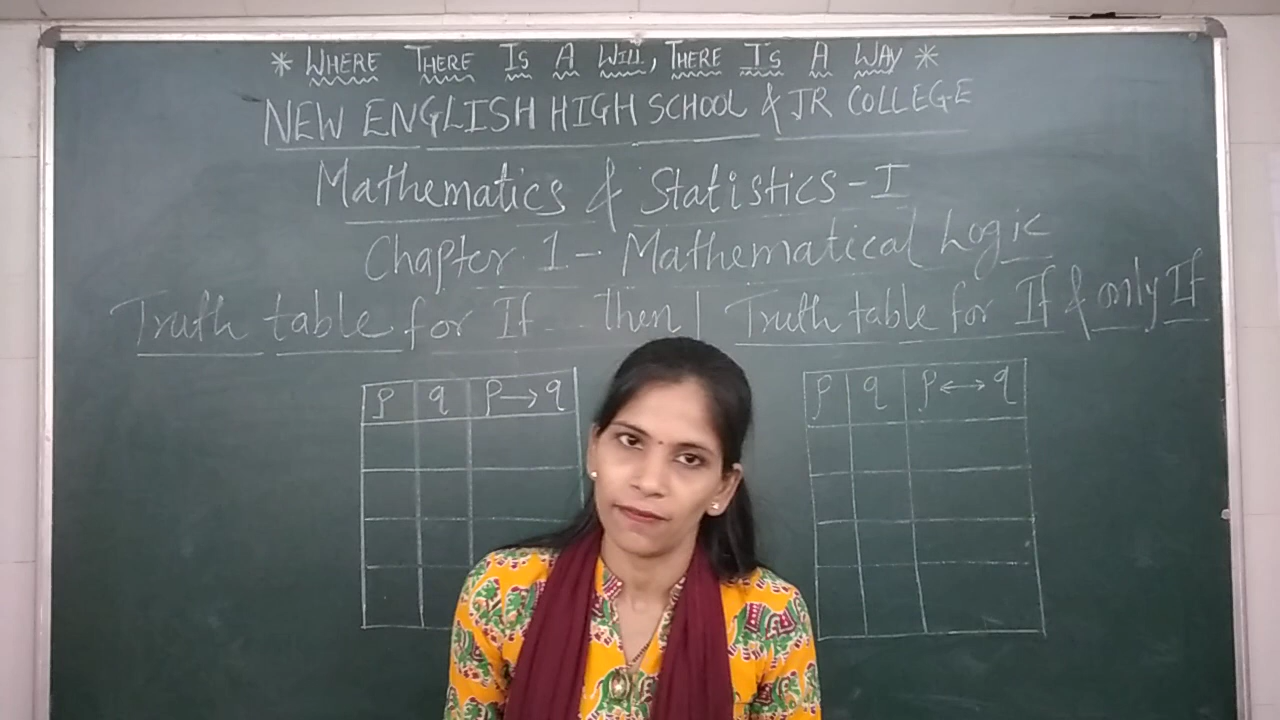 * WHERE THERE IS A WILL, THERE IS A WAY *
NEW ENGLISH HIGH SCHOOL & JR COLLEGE
Mathematics & Statistics - I
Chapter 1 - Mathematical Logic
Truth table for If ... then | Truth table for If & only If
p q p → q
p q p ↔ q